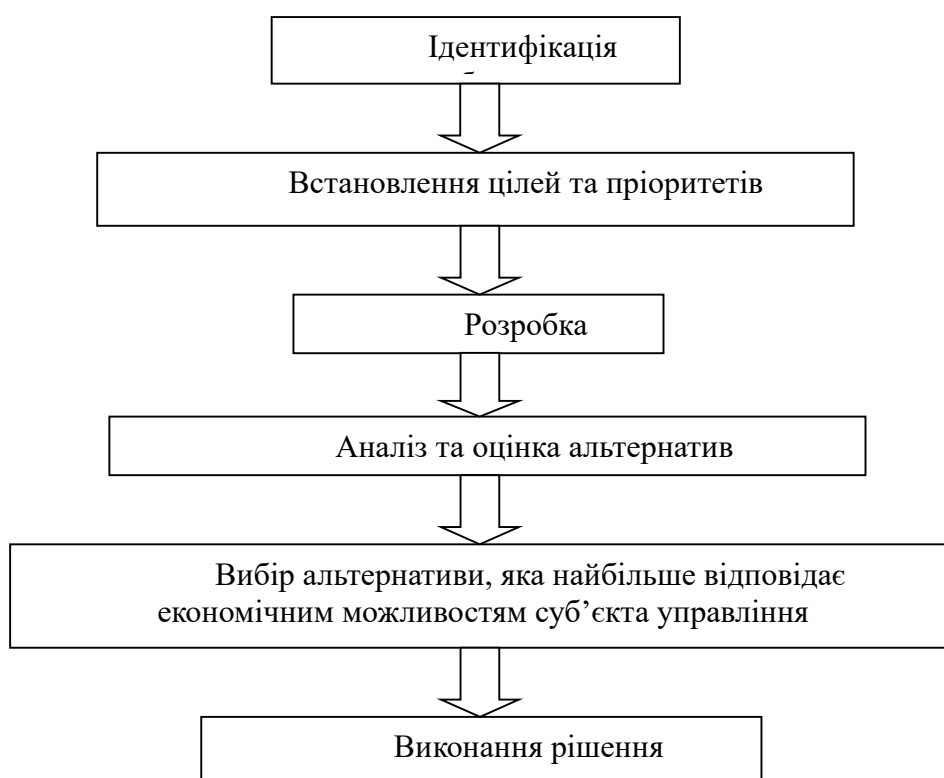 Ідентифікація
Встановлення цілей та пріоритетів
Розробка
Аналіз та оцінка альтернатив
Вибір альтернативи, яка найбільше відповідає
економічним можливостям суб’єкта управління
Виконання рішення